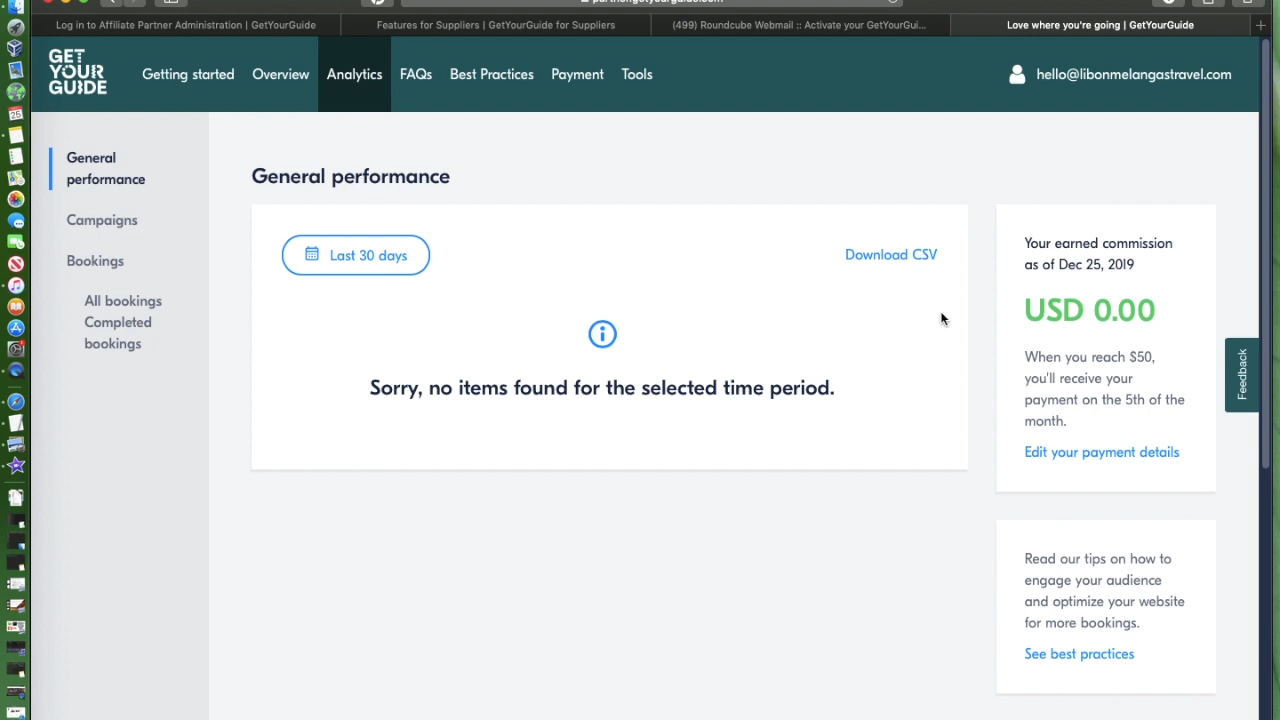 Log in to Affiliate Partner Administration | GetYourGuide
Features for Suppliers | GetYourGuide for Suppliers
(499) Roundcube Webmail :: Activate your GetYourGui...
Love where you're going | GetYourGuide
GET
YOUR
GUIDE
Getting started
Overview
Analytics
FAQs
Best Practices
Payment
Tools
hello@libonmelangastravel.com
General
performance
Campaigns
Bookings
All bookings
Completed
bookings
General performance
Last 30 days
Download CSV
Sorry, no items found for the selected time period.
Your earned commission
as of Dec 25, 2019
USD 0.00
When you reach $50,
you'll receive your
payment on the 5th of the
month.
Edit your payment details
Feedback
Read our tips on how to
engage your audience
and optimize your website
for more bookings.
See best practices
25